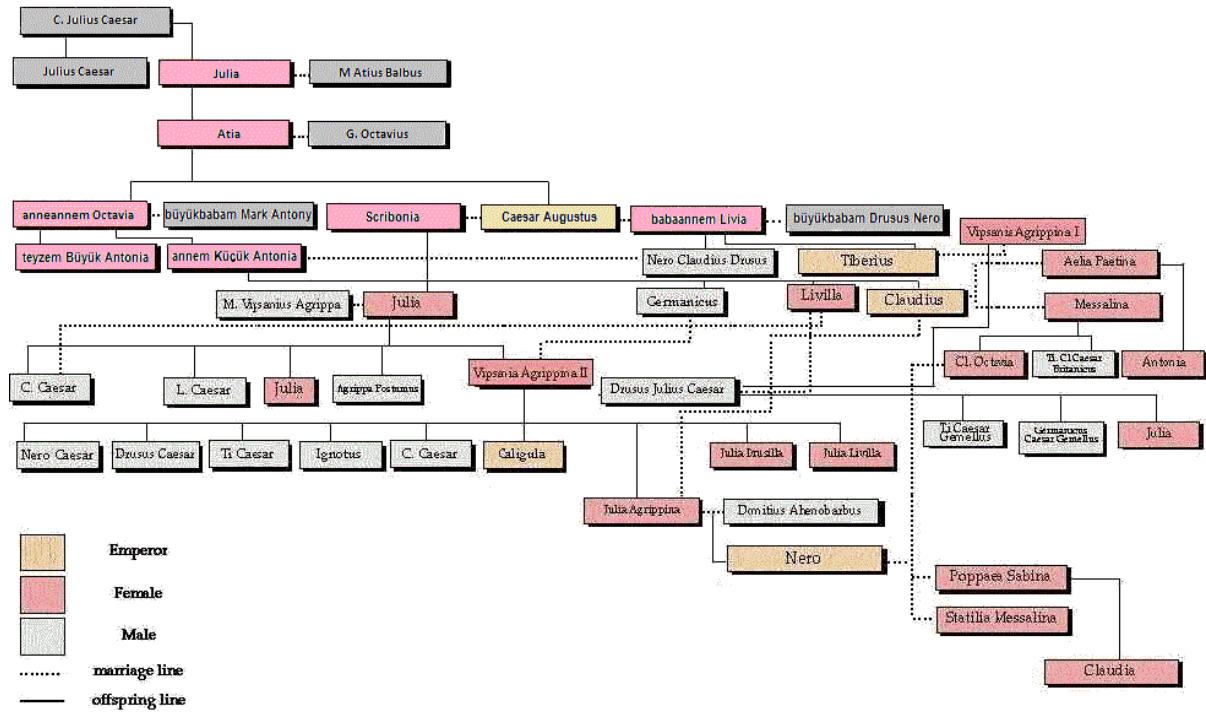 C. Julius Caesar
Julius Caesar
Julia
M Atius Balbus
Atia
G. Octavius
anneannem Octavia
büyükbabam Mark Antony
Scribonia
Caesar Augustus
babaannem Livia
büyükbabam Drusus Nero
Vipsania Agrippina I
teyzem Büyük Antonia
annem Küçük Antonia
Nero Claudius Drusus
Tiberius
Aelia Paetina
M. Vipsanius Agrippa
Julia
Germanicus
Livilla
Claudius
Messalina
C. Caesar
L. Caesar
Julia
Agrippa Postumus
Vipsania Agrippina II
Drusus Julius Caesar
Cl. Octavia
Ti. Cl Caesar
Britanicus
Antonia
Nero Caesar
Drusus Caesar
Ti Caesar
Ignotus
C. Caesar
Caligula
Julia Drusilla
Julia Livilla
Ti Caesar
Gemellus
Germanicus
Caesar Gemellus
Julia
Julia Agrippina
Domitius Ahenobarbus
Nero
Poppaea Sabina
Statilia Messalina
Claudia
Emperor
Female
Male
marriage line
offspring line